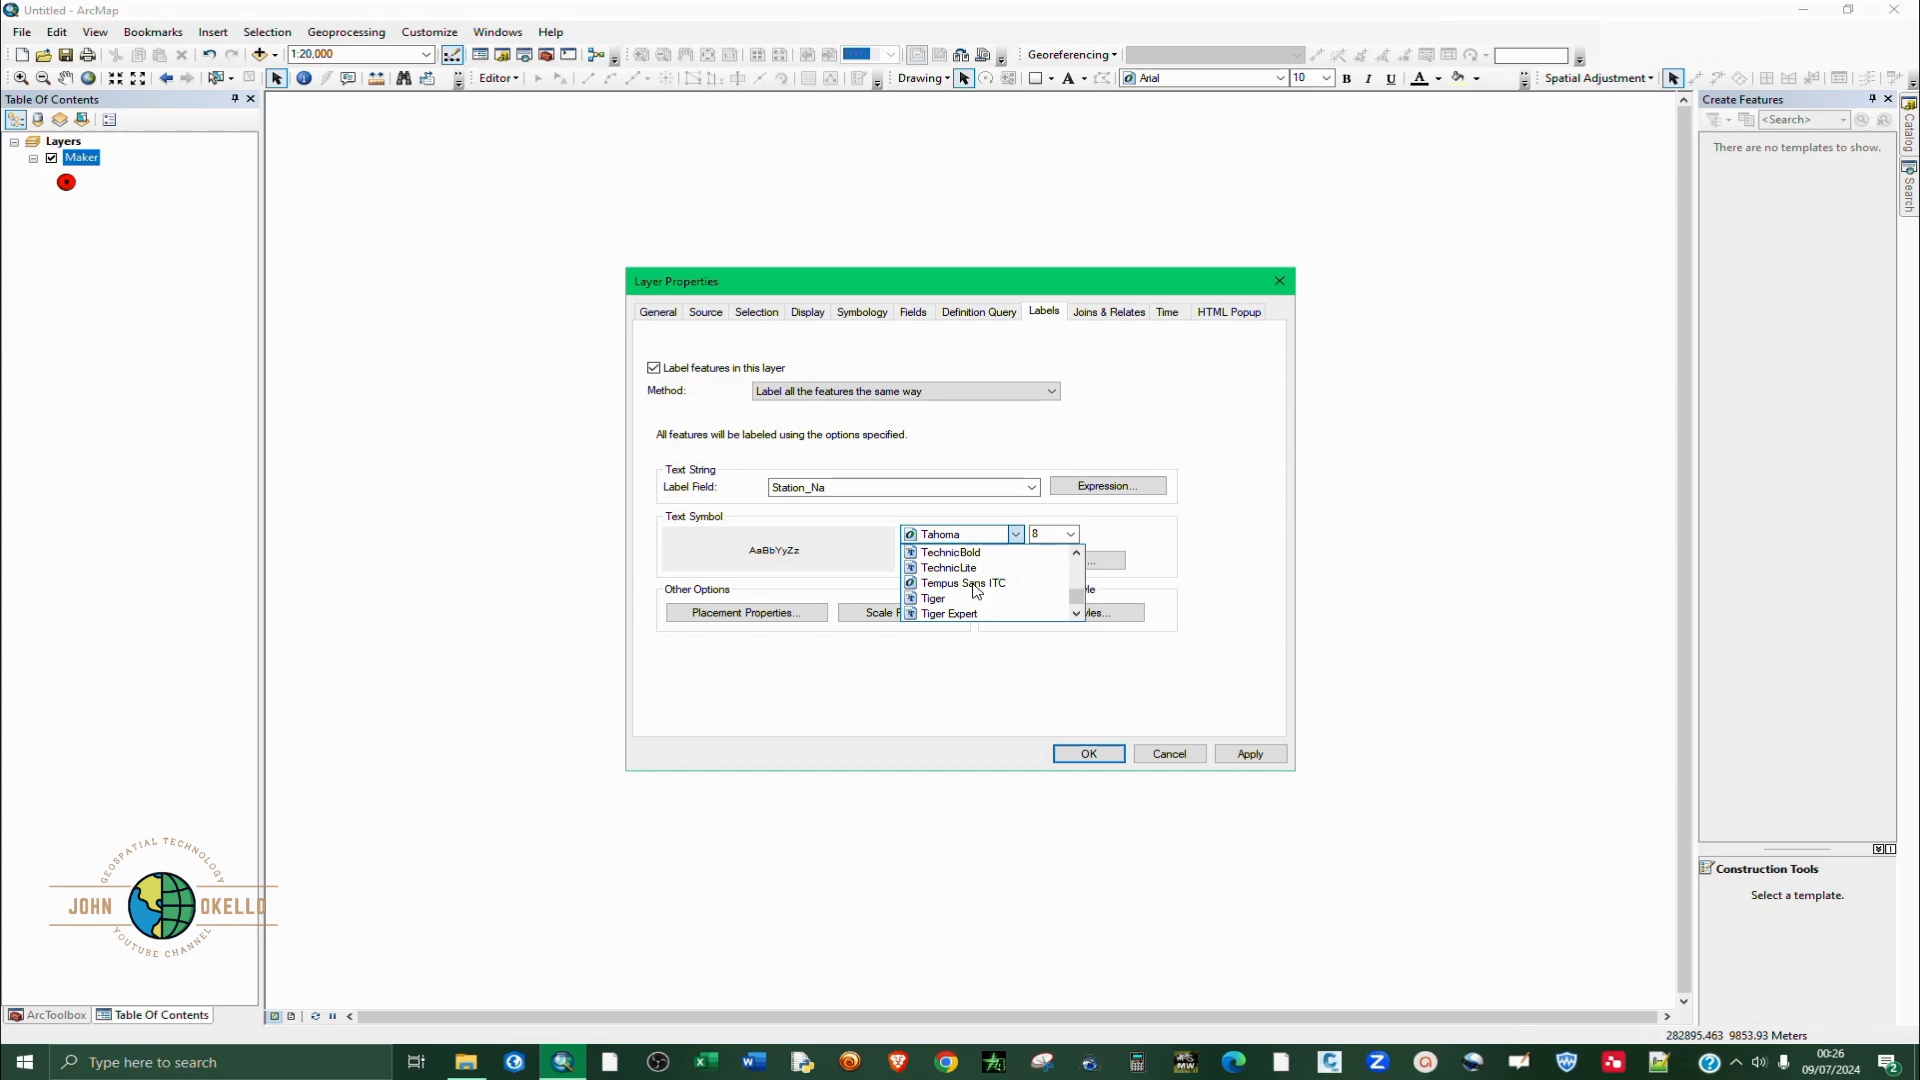 Untitled - ArcMap
File Edit View Bookmarks Insert Selection Geoprocessing Customize Windows Help
1:20,000
Georeferencing
Editor
Drawing
Arial
10
B I U A
Spatial Adjustment
Table Of Contents
Layers
Maker
Create Features
<Search>
There are no templates to show.
Catalog
Search
Layer Properties
General Source Selection Display Symbology Fields Definition Query Labels Joins & Relates Time HTML Popup
Label features in this layer
Method: Label all the features the same way
All features will be labeled using the options specified.
Text String
Label Field: Station_Na Expression...
Text Symbol
AaBbYyZz
Tahoma 8
TechnicBold
TechnicLite
Tempus Sans ITC
Tiger
Tiger Expert
Other Options
Placement Properties...
OK Cancel Apply
GEOSPATIAL TECHNOLOGY
JOHN OKELLO
YOUTUBE CHANNEL
Construction Tools
Select a template.
ArcToolbox Table Of Contents
282895.463 9853.93 Meters
Type here to search
00:26
09/07/2024
2